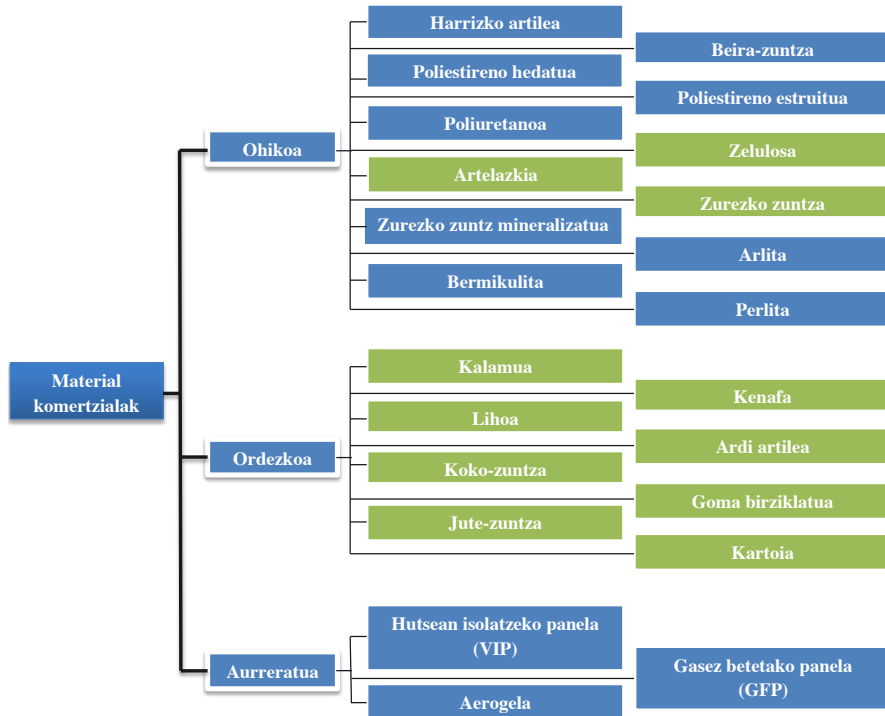 Harrizko artilea
Beira-zuntza
Poliestireno hedatua
Poliestireno estruitua
Poliuretanoa
Ohikoa
Zelulosa
Artelazkia
Zurezko zuntza
Zurezko zuntz mineralizatua
Arlita
Bermikulita
Perlita
Material
komertzialak
Kalamua
Kenafa
Lihoa
Ardi artilea
Ordezkoa
Koko-zuntza
Goma birziklatua
Jute-zuntza
Kartoia
Hutsean isolatzeko panela
(VIP)
Aurreratua
Gasez betetako panela
(GFP)
Aerogela